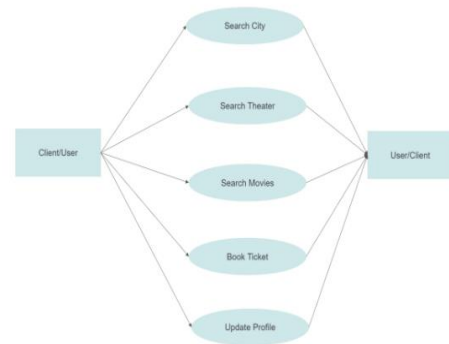 Search City
Search Theater
Client/User
User/Client
Search Movies
Book Ticket
Update Profile